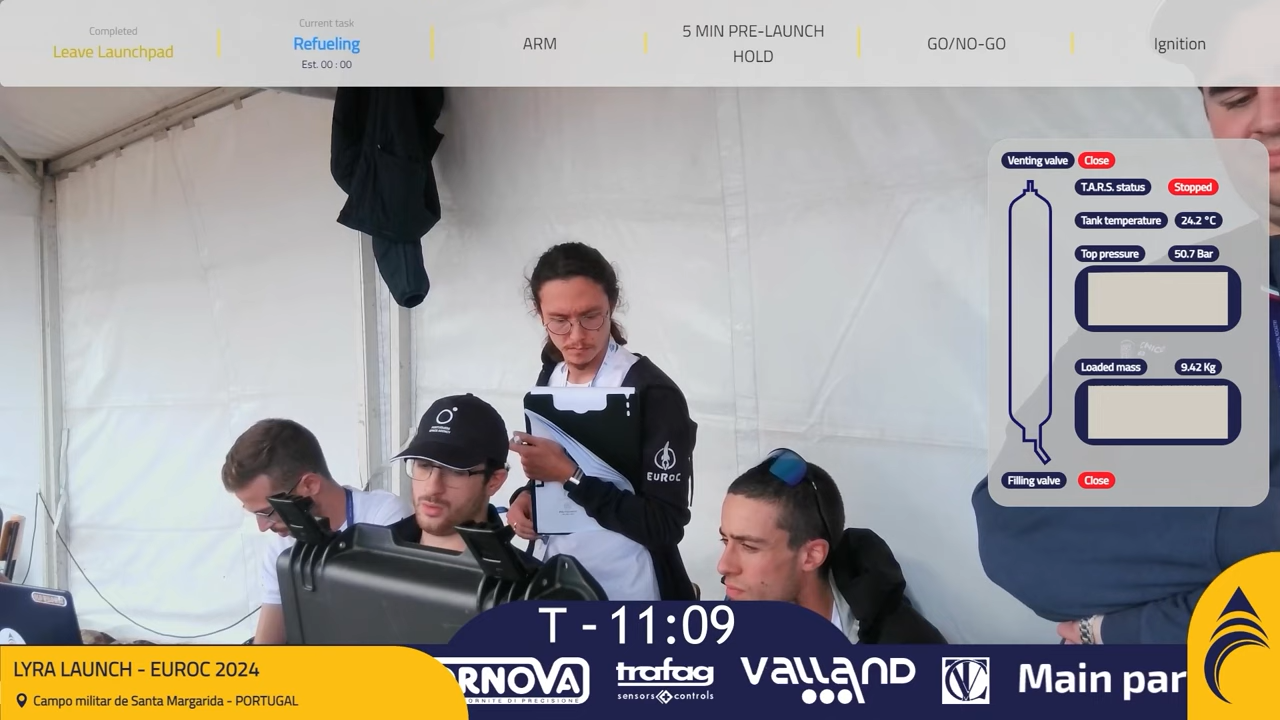 Completed
Leave Launchpad
Current task
Refueling
Est. 00 : 00
ARM
5 MIN PRE-LAUNCH
HOLD
GO/NO-GO
Ignition
Venting valve Close
T.A.R.S. status Stopped
Tank temperature 24.2 °C
Top pressure 50.7 Bar
Loaded mass 9.42 Kg
Filling valve Close
EUROC
T - 11:09
LYRA LAUNCH - EUROC 2024
Campo militar de Santa Margarida - PORTUGAL
RNOVA
TORNITE DI PRECISIONE
trafag
sensors & controls
VALLAND
Main par